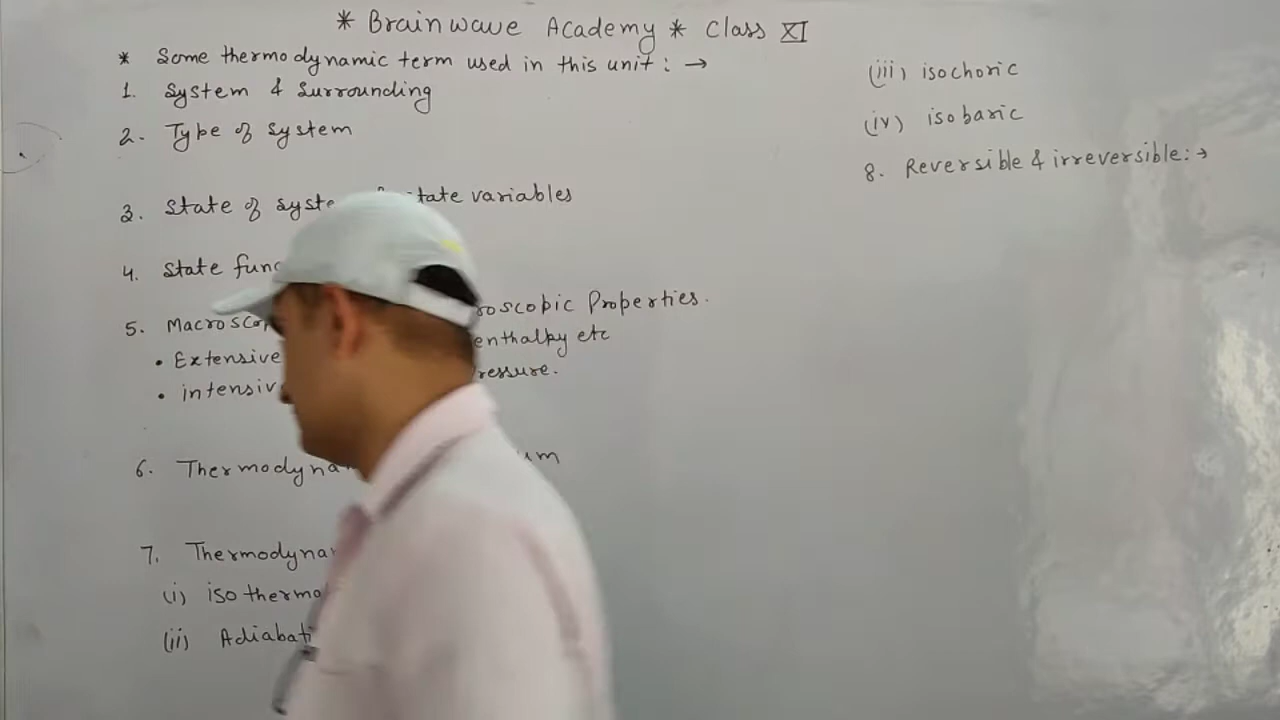 * Brainwave Academy * Class XI
* Some thermodynamic term used in this unit : →
1. System & Surrounding
2. Type of System
3. State of syste tate variables
4. State func
5. Macrosco roscopic Properties.
• Extensive enthalpy etc
• intensiv ressure.
6. Thermodyna um
7. Thermodyna
(i) iso thermo
(ii) Adiabati
(iii) isochoric
(iv) isobaric
8. Reversible & irreversible : →